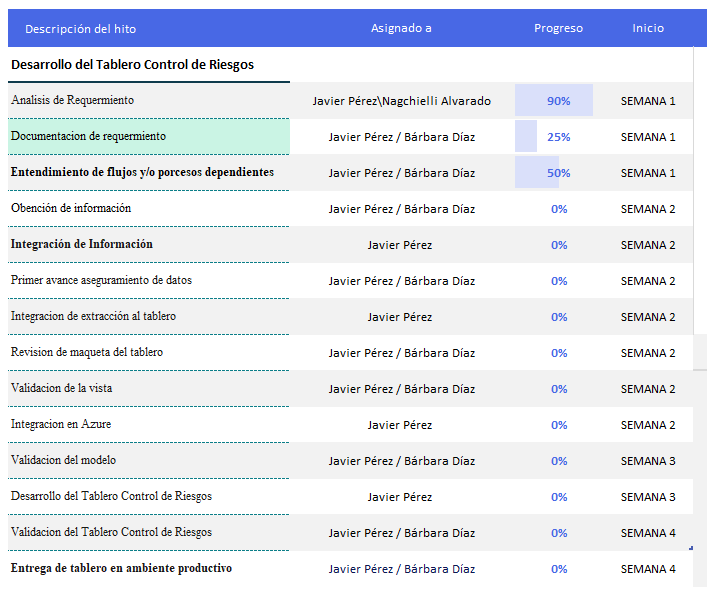 Descripción del hito Asignado a Progreso Inicio
Desarrollo del Tablero Control de Riesgos
Analisis de Requermiento Javier Pérez\Nagchielli Alvarado 90% SEMANA 1
Documentacion de requermiento Javier Pérez / Bárbara Díaz 25% SEMANA 1
Entendimiento de flujos y/o porcesos dependientes Javier Pérez / Bárbara Díaz 50% SEMANA 1
Obención de información Javier Pérez / Bárbara Díaz 0% SEMANA 2
Integración de Información Javier Pérez 0% SEMANA 2
Primer avance aseguramiento de datos Javier Pérez / Bárbara Díaz 0% SEMANA 2
Integracion de extracción al tablero Javier Pérez 0% SEMANA 2
Revision de maqueta del tablero Javier Pérez / Bárbara Díaz 0% SEMANA 2
Validacion de la vista Javier Pérez / Bárbara Díaz 0% SEMANA 2
Integracion en Azure Javier Pérez 0% SEMANA 2
Validacion del modelo Javier Pérez / Bárbara Díaz 0% SEMANA 3
Desarrollo del Tablero Control de Riesgos Javier Pérez 0% SEMANA 3
Validacion del Tablero Control de Riesgos Javier Pérez / Bárbara Díaz 0% SEMANA 4
Entrega de tablero en ambiente productivo Javier Pérez / Bárbara Díaz 0% SEMANA 4